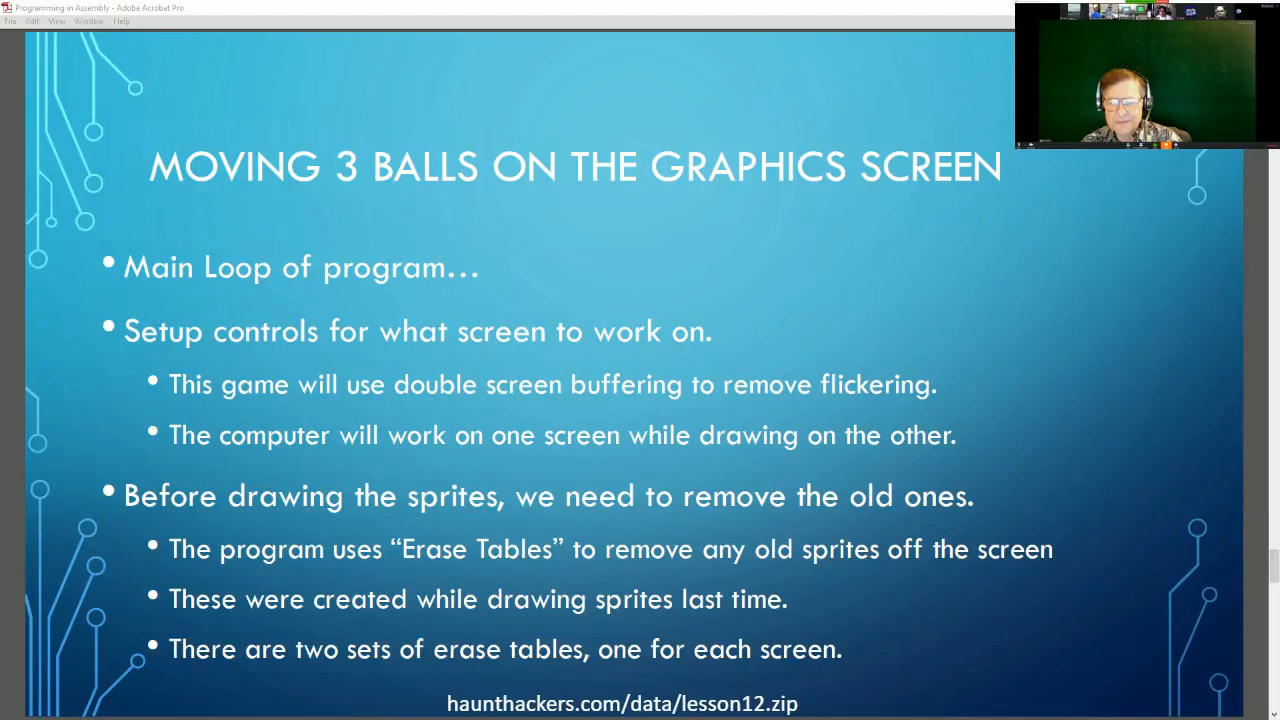 Programming in Assembly - Adobe Acrobat Pro
File Edit View Window Help
MOVING 3 BALLS ON THE GRAPHICS SCREEN
• Main Loop of program…
• Setup controls for what screen to work on.
• This game will use double screen buffering to remove flickering.
• The computer will work on one screen while drawing on the other.
• Before drawing the sprites, we need to remove the old ones.
• The program uses “Erase Tables” to remove any old sprites off the screen
• These were created while drawing sprites last time.
• There are two sets of erase tables, one for each screen.
haunthackers.com/data/lesson12.zip